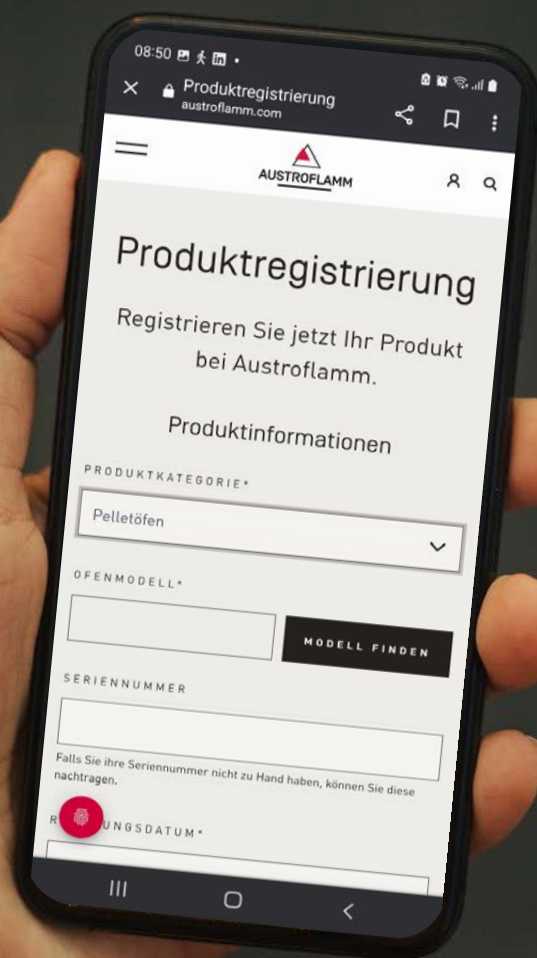 08:50
Produktregistrierung
austroflamm.com
AUSTROFLAMM
Produktregistrierung
Registrieren Sie jetzt Ihr Produkt
bei Austroflamm.
Produktinformationen
PRODUKTKATEGORIE*
Pelletöfen
OFENMODELL*
MODELL FINDEN
SERIENNUMMER
Falls Sie ihre Seriennummer nicht zu Hand haben, können Sie diese
nachtragen.